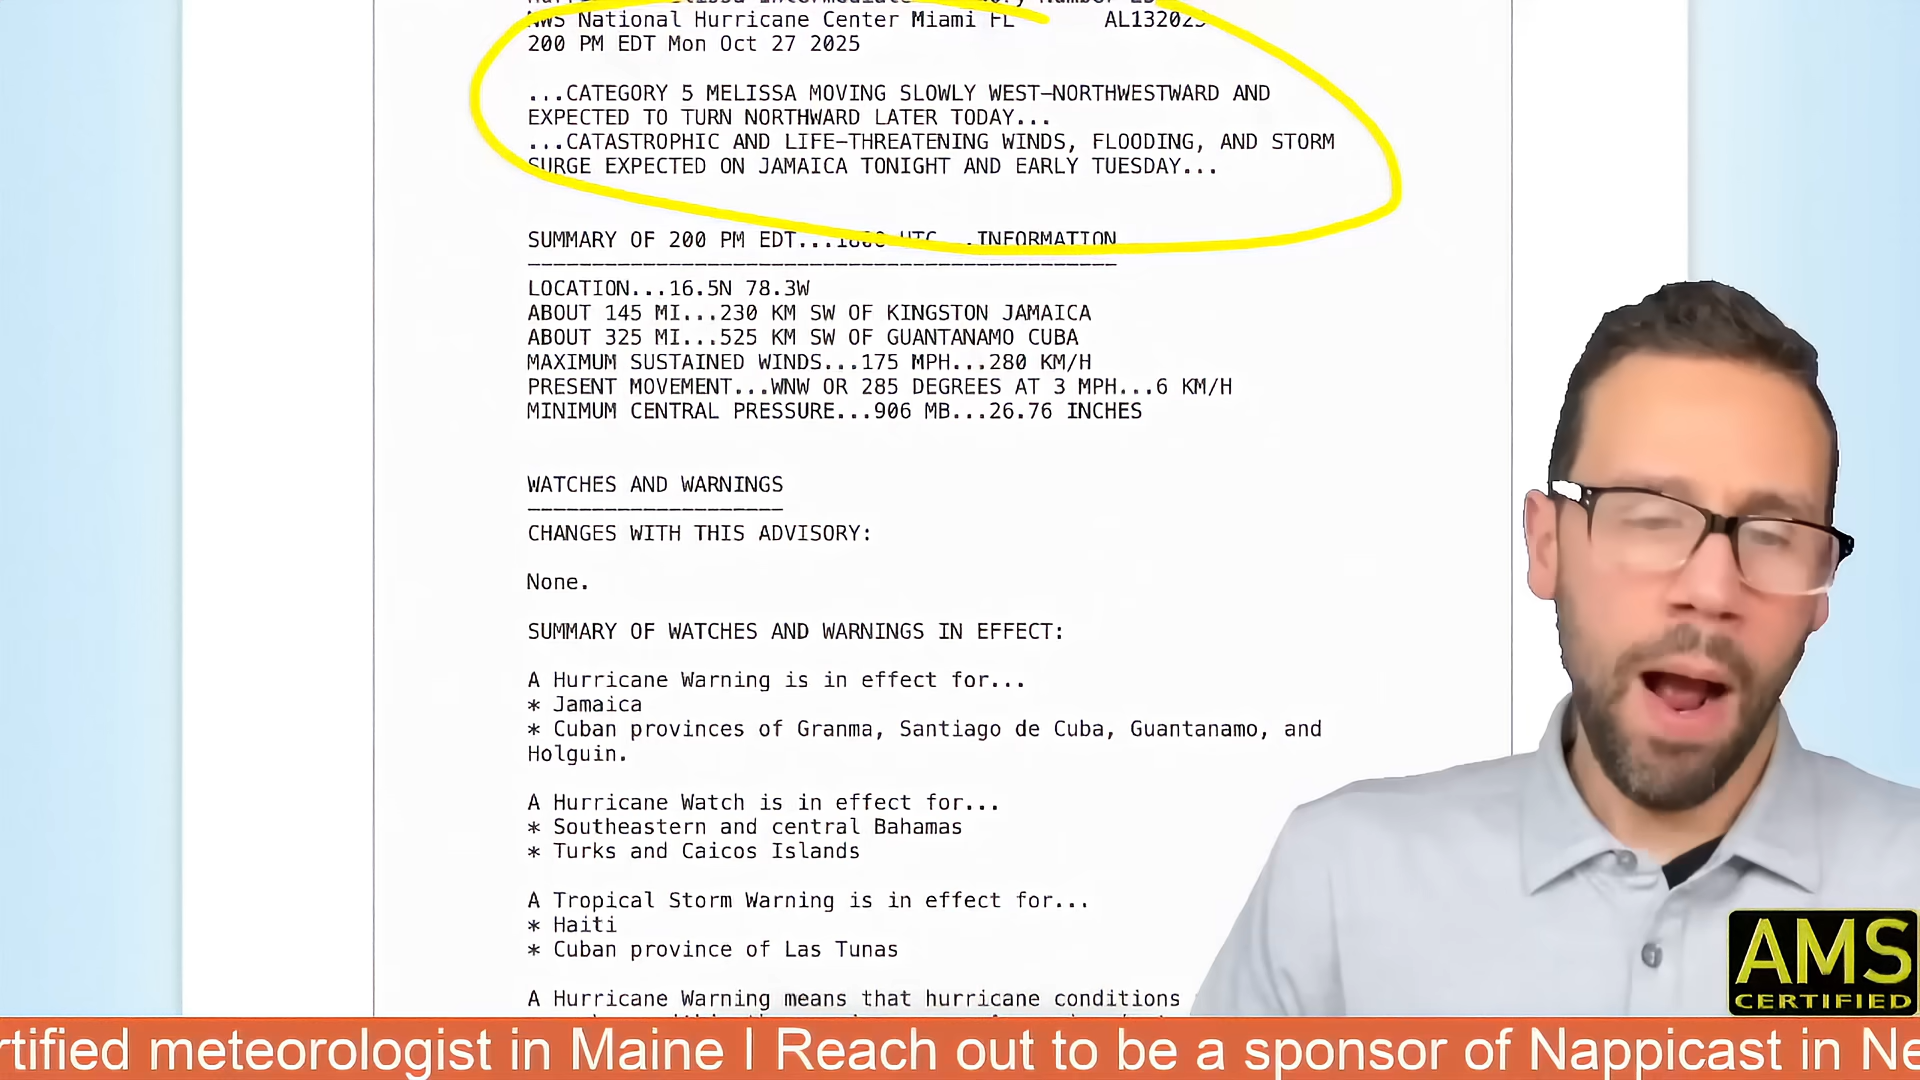 NWS National Hurricane Center Miami FL AL132025
200 PM EDT Mon Oct 27 2025
...CATEGORY 5 MELISSA MOVING SLOWLY WEST-NORTHWESTWARD AND
EXPECTED TO TURN NORTHWARD LATER TODAY...
...CATASTROPHIC AND LIFE-THREATENING WINDS, FLOODING, AND STORM
SURGE EXPECTED ON JAMAICA TONIGHT AND EARLY TUESDAY...
SUMMARY OF 200 PM EDT...1800 UTC...INFORMATION
LOCATION...16.5N 78.3W
ABOUT 145 MI...230 KM SW OF KINGSTON JAMAICA
ABOUT 325 MI...525 KM SW OF GUANTANAMO CUBA
MAXIMUM SUSTAINED WINDS...175 MPH...280 KM/H
PRESENT MOVEMENT...WNW OR 285 DEGREES AT 3 MPH...6 KM/H
MINIMUM CENTRAL PRESSURE...906 MB...26.76 INCHES
WATCHES AND WARNINGS
CHANGES WITH THIS ADVISORY:
None.
SUMMARY OF WATCHES AND WARNINGS IN EFFECT:
A Hurricane Warning is in effect for...
* Jamaica
* Cuban provinces of Granma, Santiago de Cuba, Guantanamo, and
Holguin.
A Hurricane Watch is in effect for...
* Southeastern and central Bahamas
* Turks and Caicos Islands
A Tropical Storm Warning is in effect for...
* Haiti
* Cuban province of Las Tunas
A Hurricane Warning means that hurricane conditions
AMS
CERTIFIED
rtified meteorologist in Maine | Reach out to be a sponsor of Nappicast in Ne